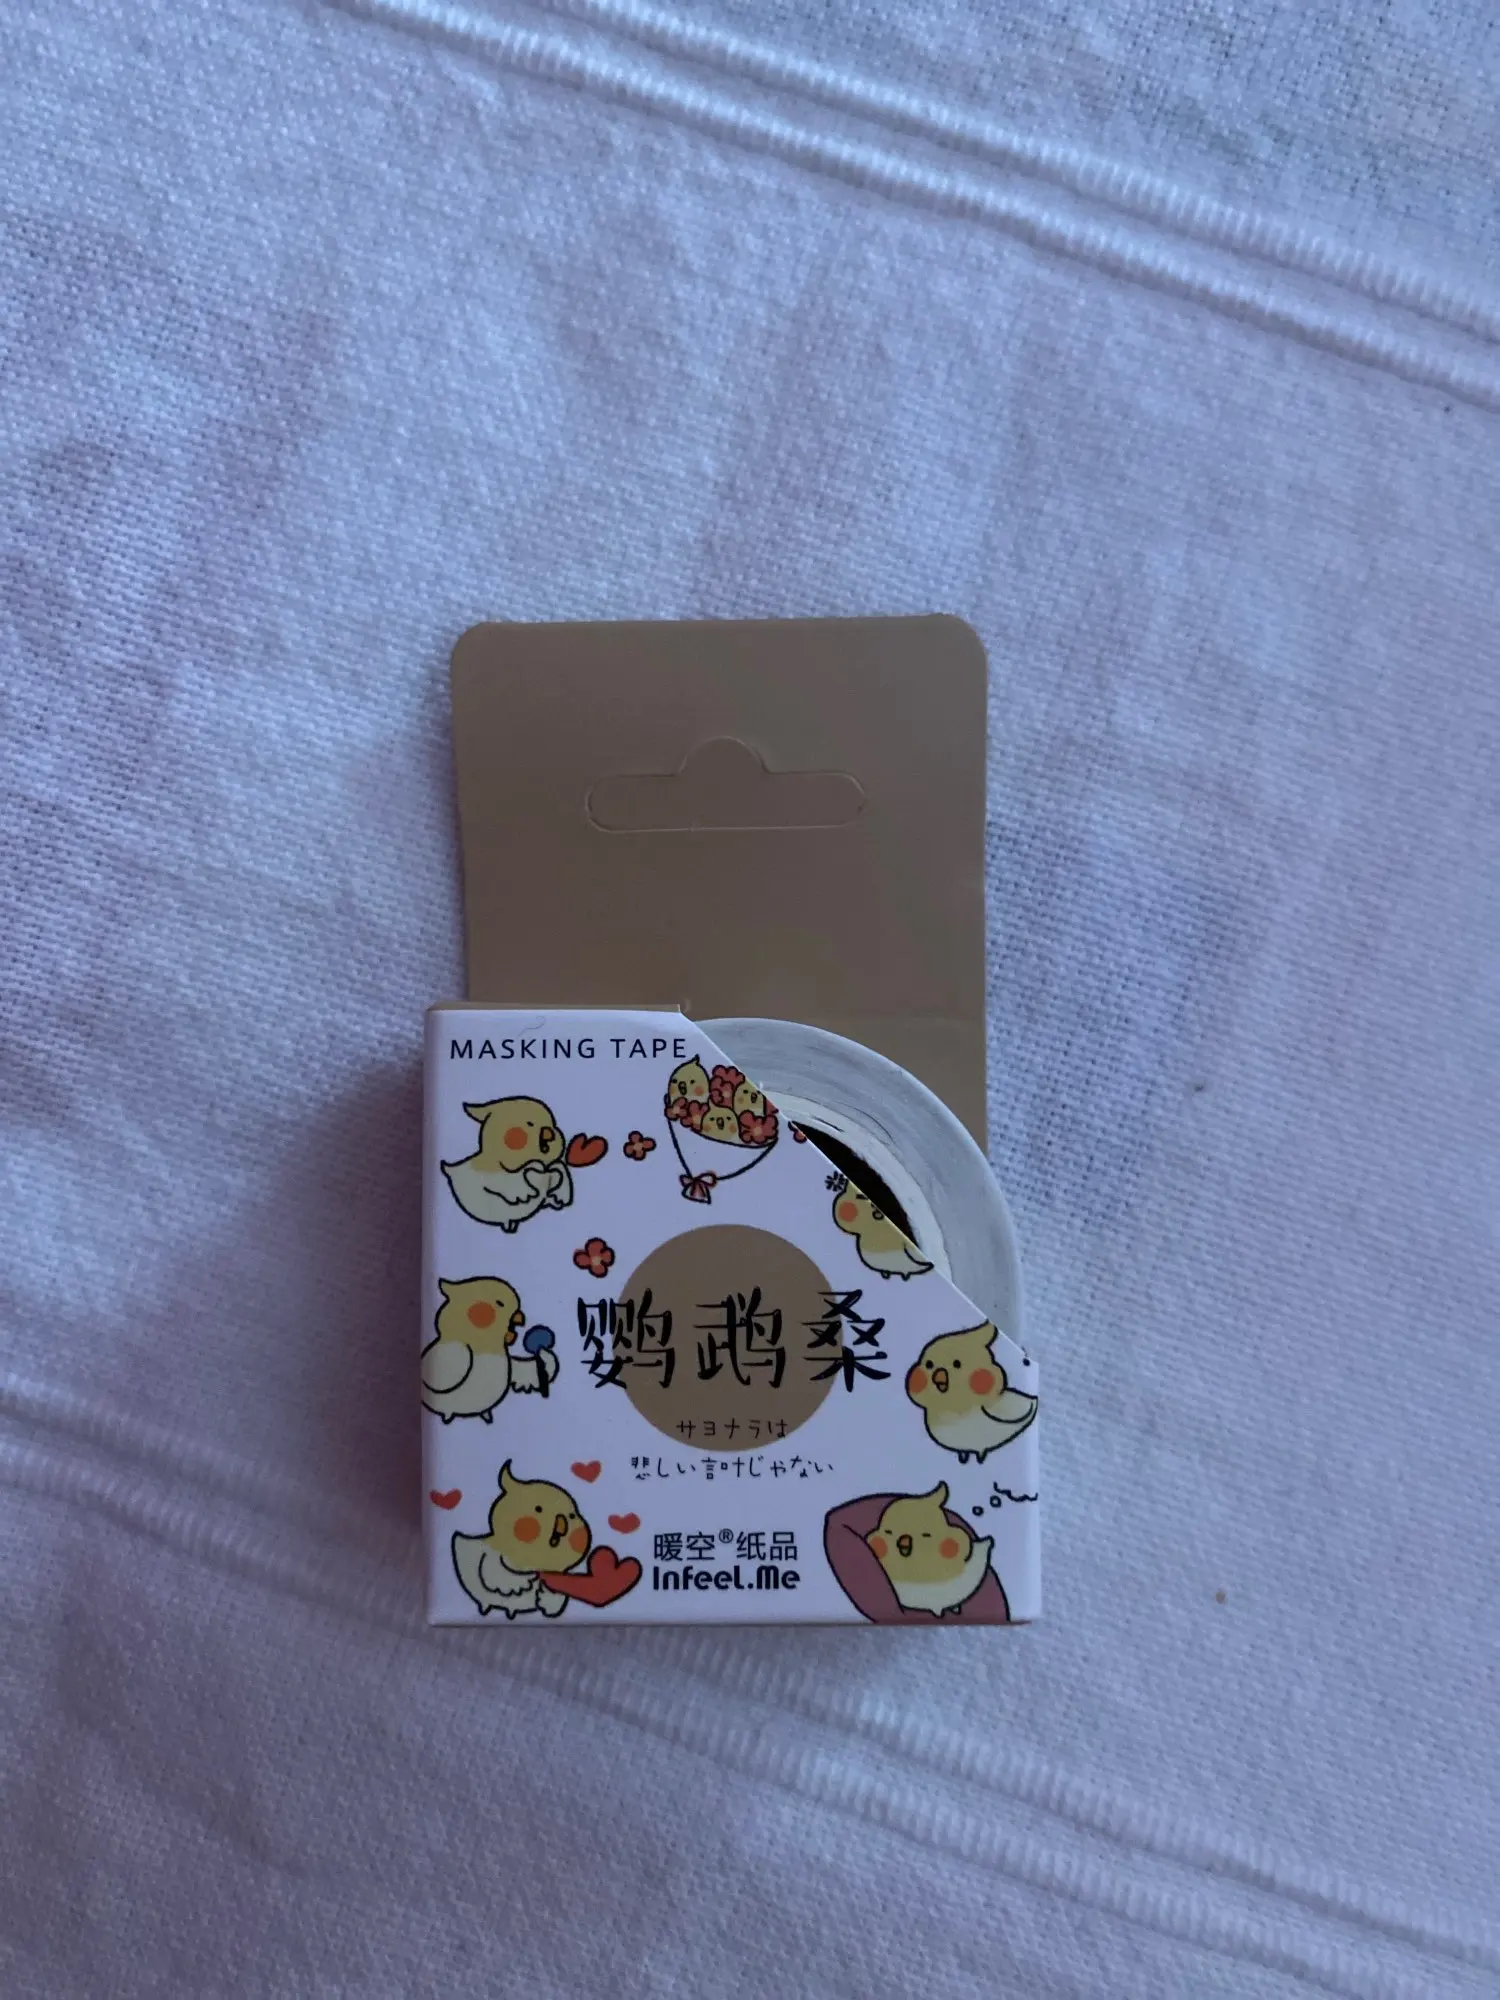 MASKING TAPE
鹦鹉桑
サヨナラは
悲しい言叶じゃない
暖空®纸品
Infeel.Me